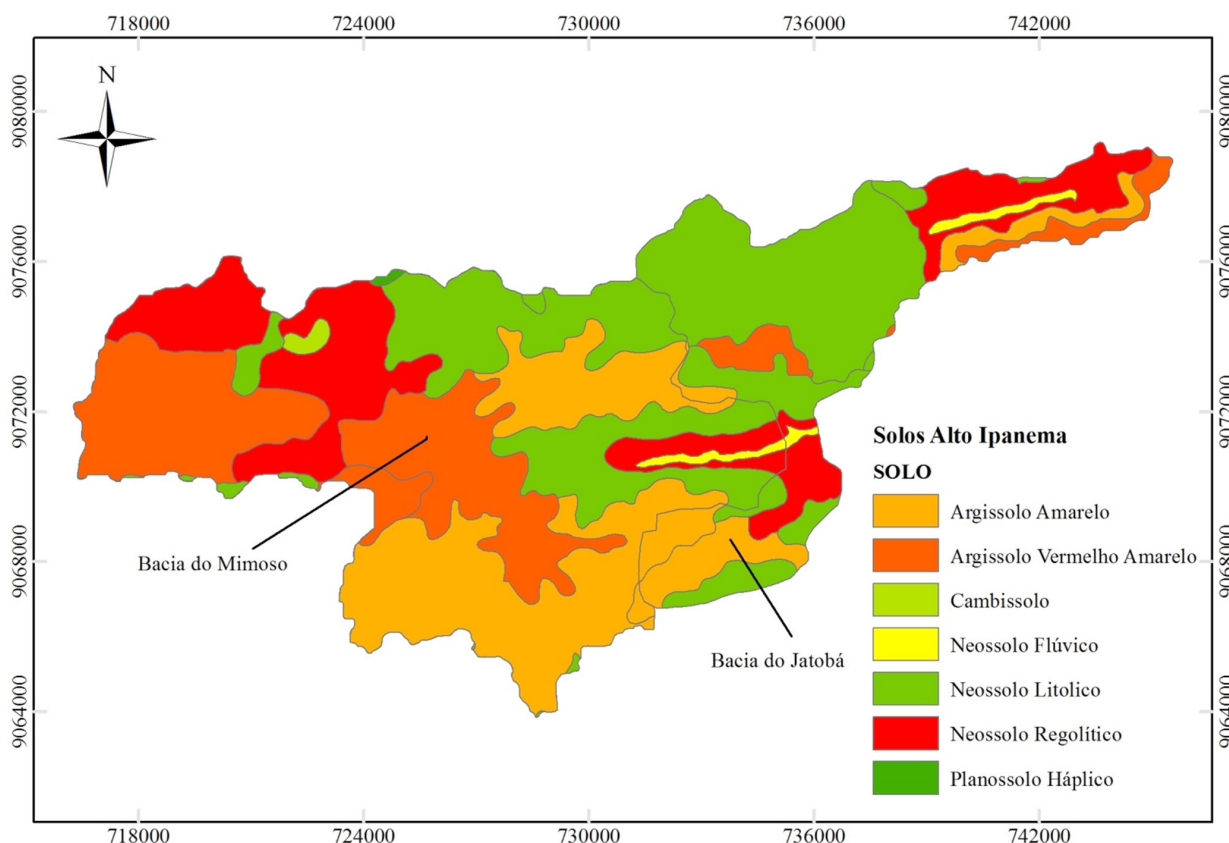 718000
724000
730000
736000
742000
N
9080000
9080000
9076000
9076000
9072000
9072000
Solos Alto Ipanema
SOLO
Argissolo Amarelo
Argissolo Vermelho Amarelo
Cambissolo
Neossolo Flúvico
Neossolo Litolico
Neossolo Regolítico
Planossolo Háplico
Bacia do Mimoso
Bacia do Jatobá
9068000
9068000
9064000
9064000
718000
724000
730000
736000
742000